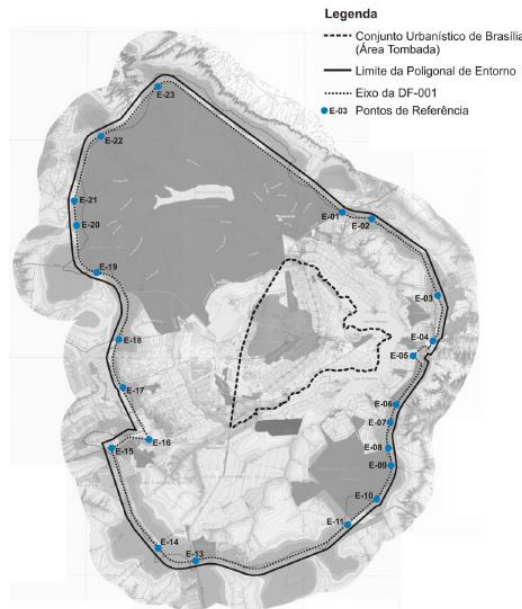 Legenda
Conjunto Urbanístico de Brasília
(Área Tombada)
Limite da Poligonal de Entorno
Eixo da DF-001
E-03 Pontos de Referência
E-23
E-22
E-21
E-20
E-19
E-01
E-02
E-03
E-04
E-05
E-18
E-17
E-06
E-07
E-16
E-15
E-08
E-09
E-10
E-11
E-14
E-13